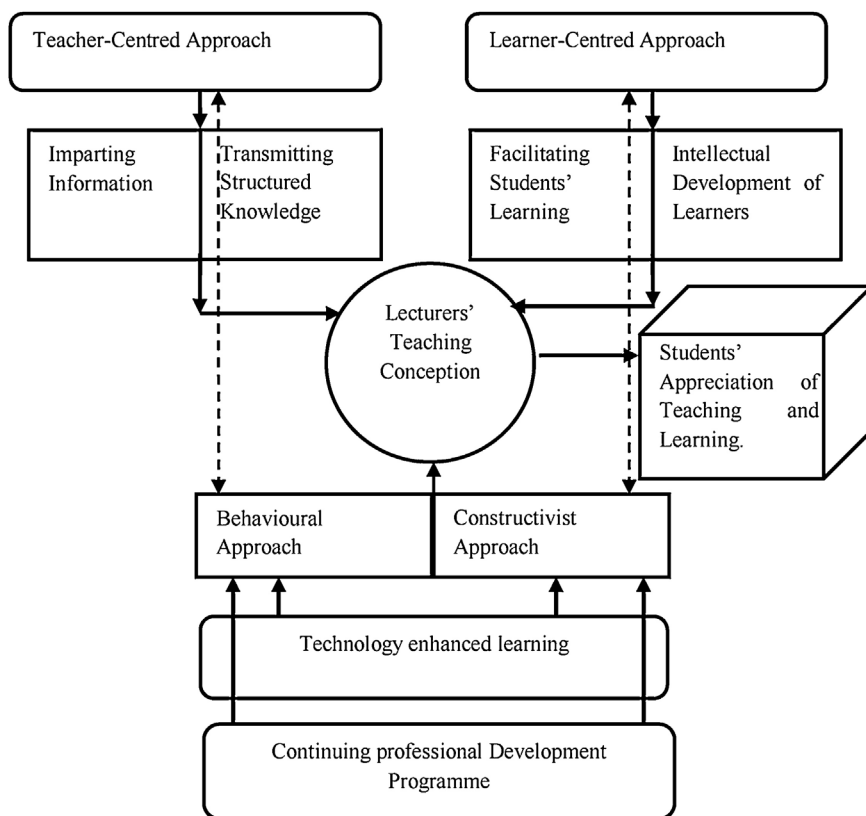 Teacher-Centred Approach
Learner-Centred Approach
Imparting
Information
Transmitting
Structured
Knowledge
Facilitating
Students’
Learning
Intellectual
Development of
Learners
Lecturers’
Teaching
Conception
Students’
Appreciation of
Teaching and
Learning.
Behavioural
Approach
Constructivist
Approach
Technology enhanced learning
Continuing professional Development
Programme